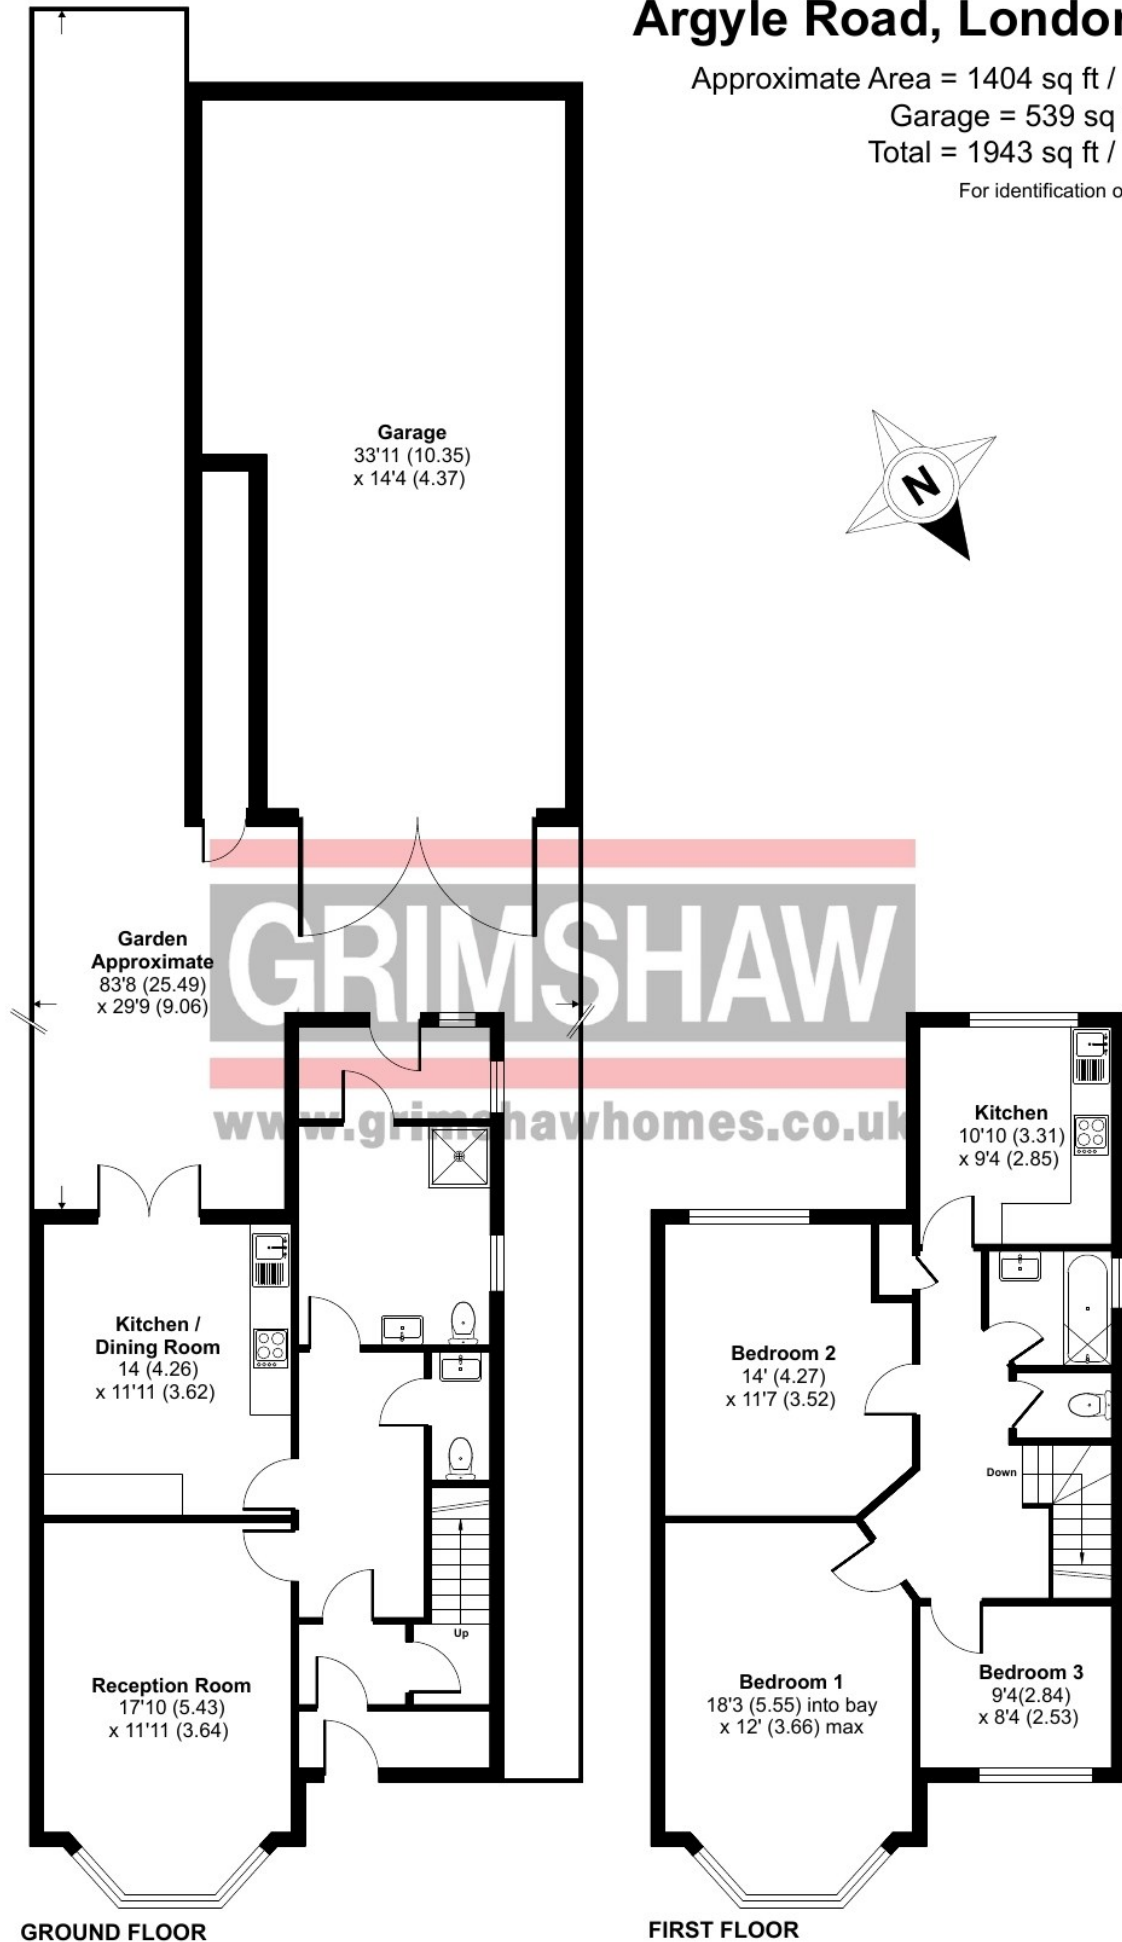 Argyle Road, London
Approximate Area = 1404 sq ft /
Garage = 539 sq
Total = 1943 sq ft /
For identification o
Garage
33'11 (10.35)
x 14'4 (4.37)
N
Garden
Approximate
83'8 (25.49)
x 29'9 (9.06)
GRIMSHAW
www.grimshawhomes.co.uk
Kitchen /
Dining Room
14 (4.26)
x 11'11 (3.62)
Reception Room
17'10 (5.43)
x 11'11 (3.64)
Up
GROUND FLOOR
Kitchen
10'10 (3.31)
x 9'4 (2.85)
Bedroom 2
14' (4.27)
x 11'7 (3.52)
Down
Bedroom 1
18'3 (5.55) into bay
x 12' (3.66) max
Bedroom 3
9'4(2.84)
x 8'4 (2.53)
FIRST FLOOR